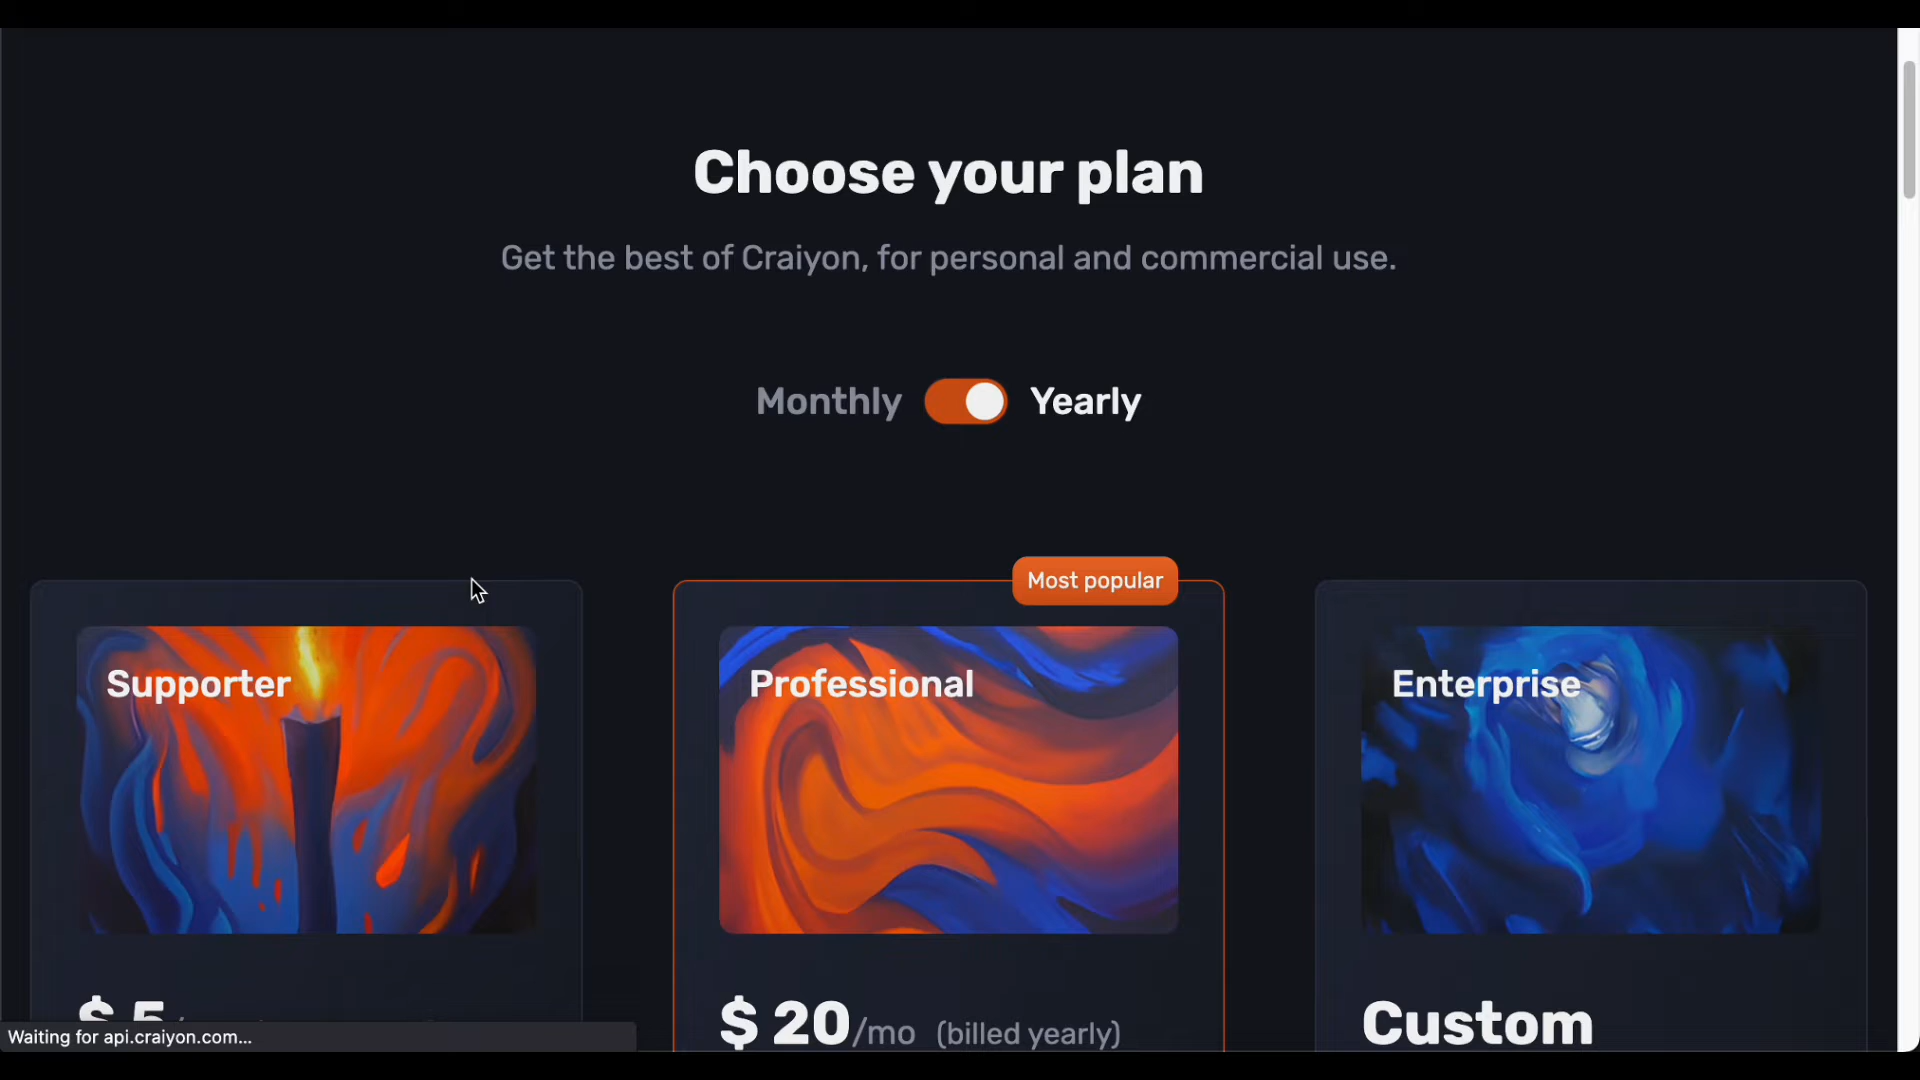 Choose your plan
Get the best of Craiyon, for personal and commercial use.
Monthly Yearly
Most popular
Supporter
Professional
Enterprise
$ 5/
$ 20/mo (billed yearly)
Custom
Waiting for api.craiyon.com...